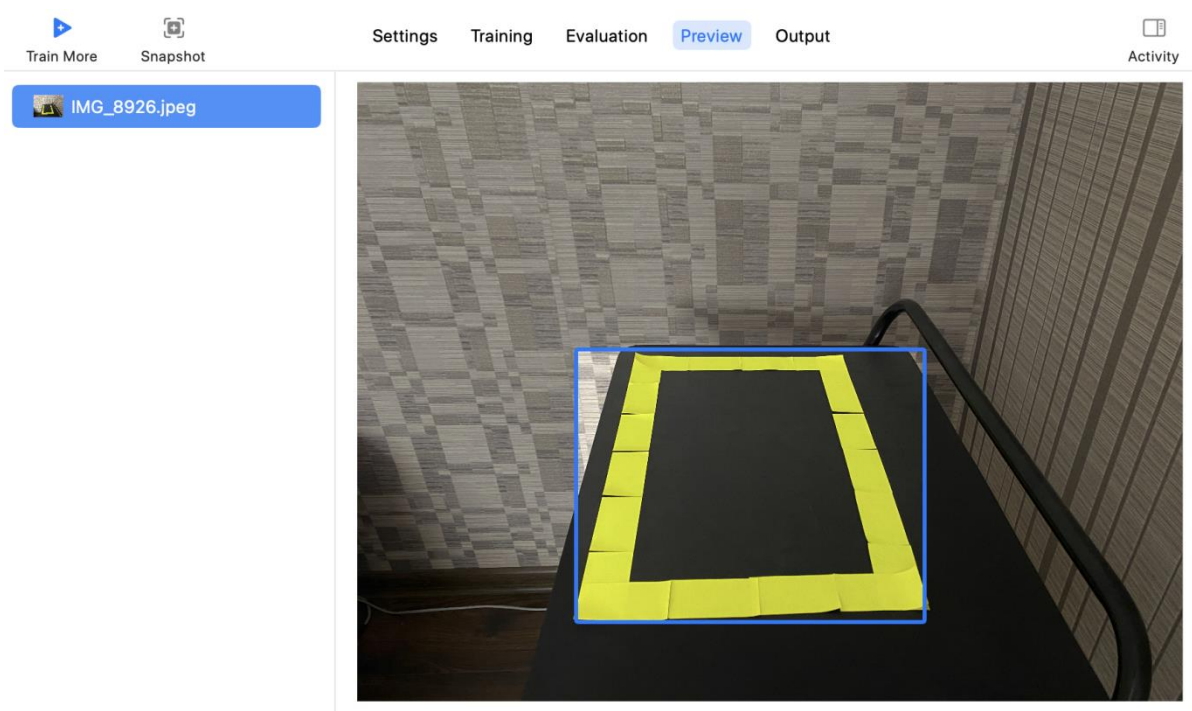 Train More
Snapshot
Settings
Training
Evaluation
Preview
Output
Activity
IMG_8926.jpeg